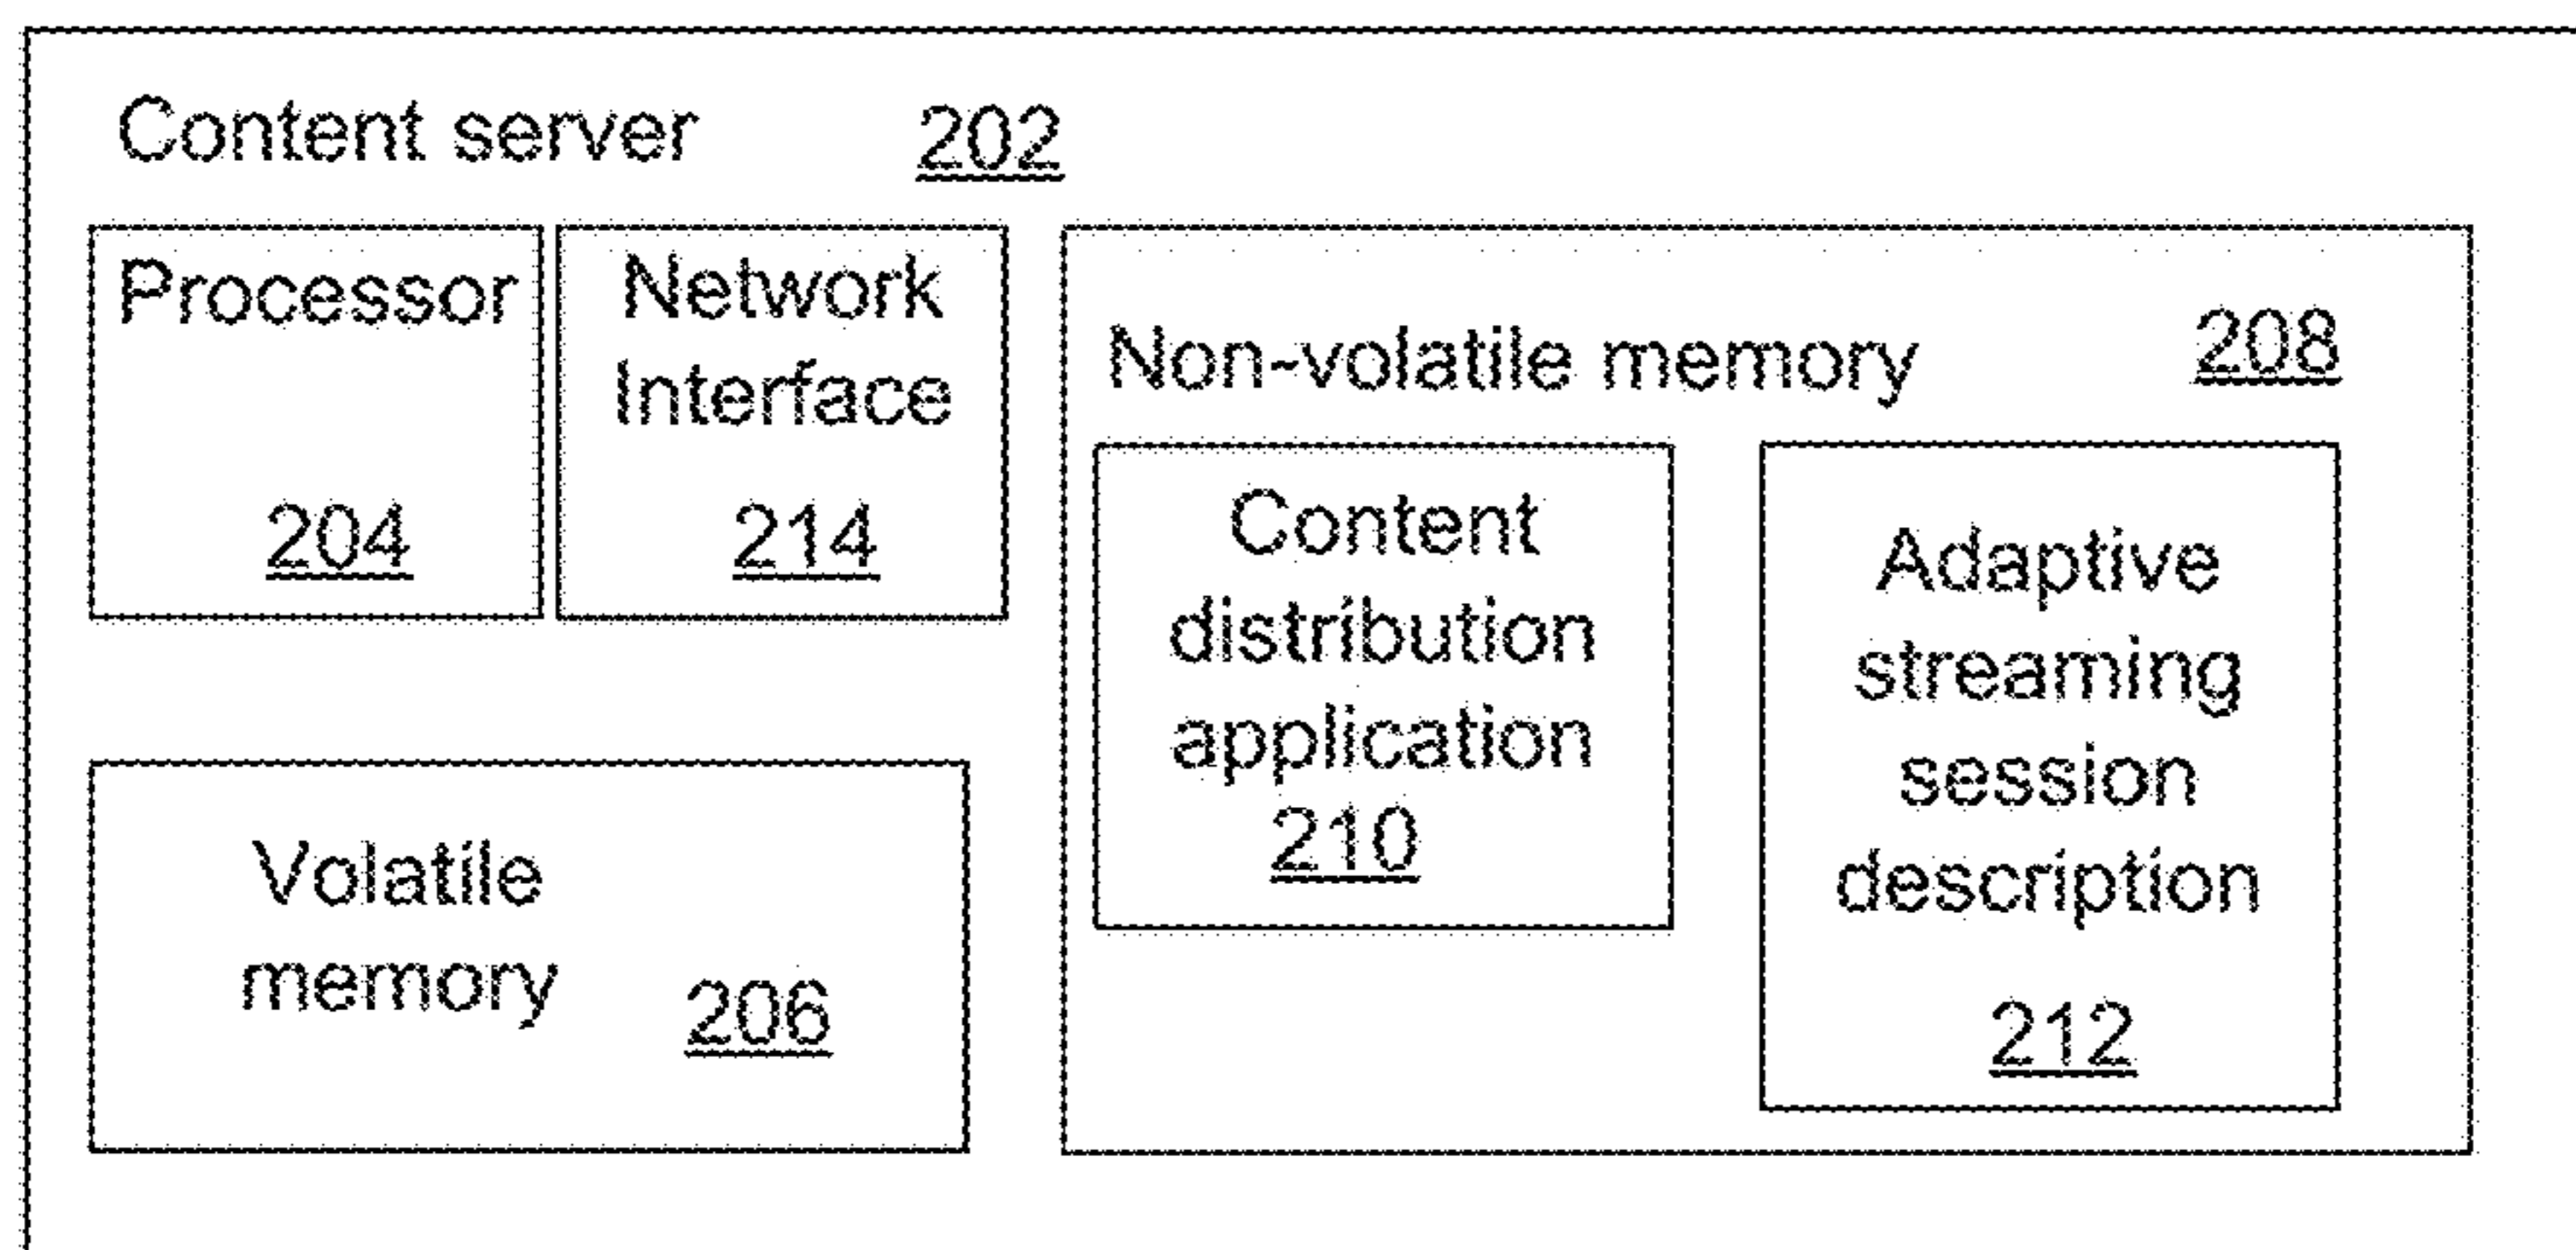 Content server 202
Processor
204
Network
Interface
214
Non-volatile memory 208
Content
distribution
application
210
Adaptive
streaming
session
description
212
Volatile
memory 206